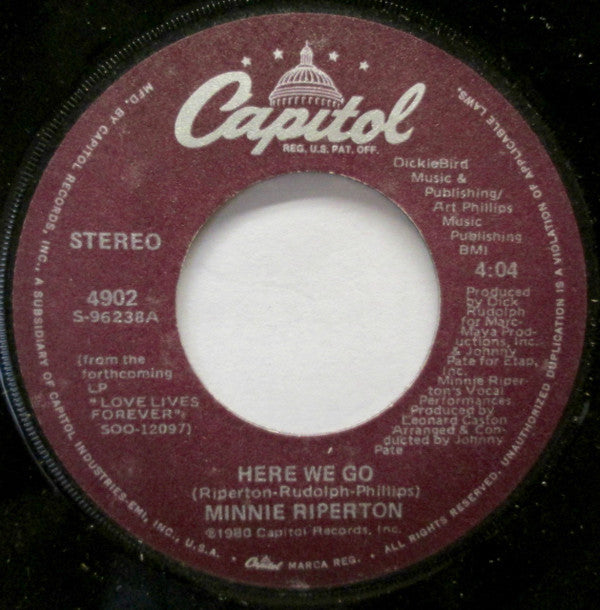 Capitol
REG. U.S. PAT. OFF.
MFD. BY CAPITOL RECORDS, INC., A SUBSIDIARY OF CAPITOL INDUSTRIES-EMI, INC., U.S.A. • Capitol MARCA REG. • ALL RIGHTS RESERVED. UNAUTHORIZED DUPLICATION IS A VIOLATION OF APPLICABLE LAWS.
DickieBird
Music &
Publishing/
Art Phillips
Music
Publishing
BMI
STEREO
4:04
4902
S-96238A
Produced
by Dick
Rudolph
for Marc-
Maya Prod-
uctions, Inc.
& Johnny
Pate for Etap,
Inc.
Minnie Riper-
ton's Vocal
Performances
Produced by
Leonard Caston
Arranged & Con-
ducted by Johnny
Pate
(from the
forthcoming
LP
"LOVE LIVES
FOREVER";
SOO-12097)
HERE WE GO
(Riperton-Rudolph-Phillips)
MINNIE RIPERTON
©1980 Capitol Records, Inc.